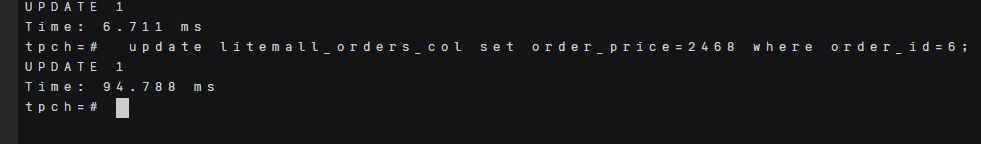 UPDATE 1
Time: 6.711 ms
tpch=#  update litemall_orders_col set order_price=2468 where order_id=6;
UPDATE 1
Time: 94.788 ms
tpch=#